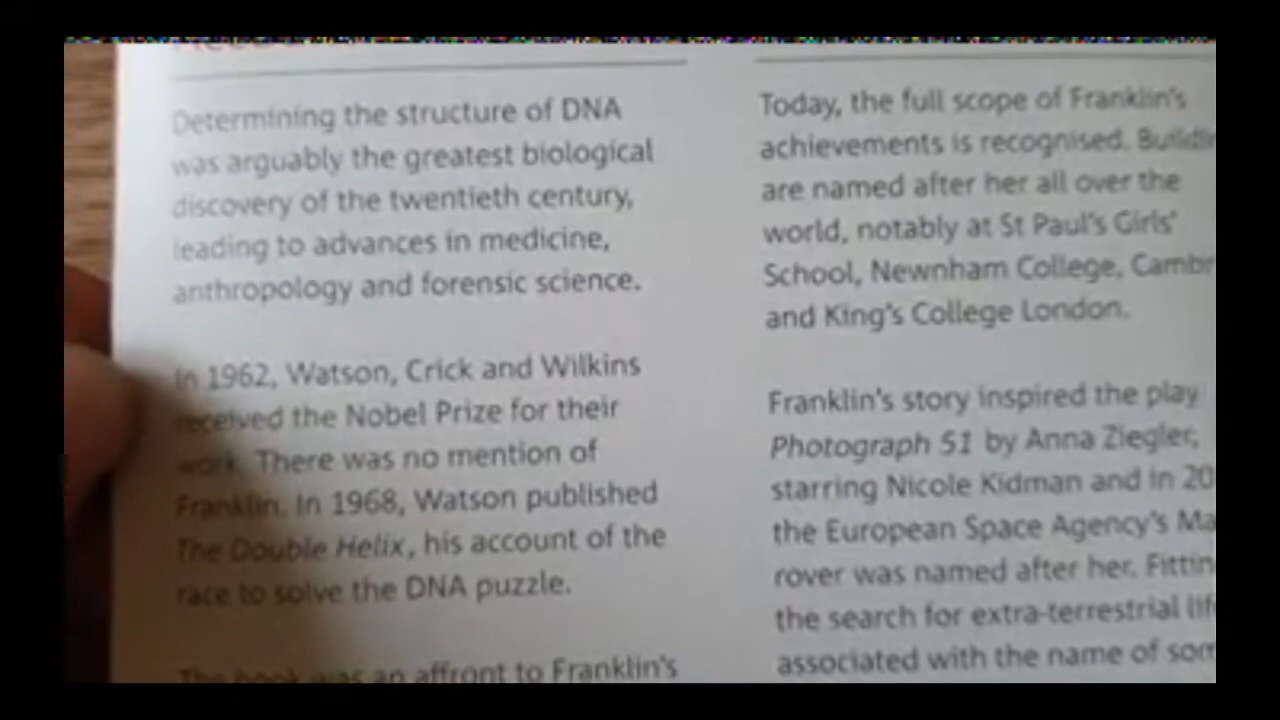 Determining the structure of DNA
was arguably the greatest biological
discovery of the twentieth century,
leading to advances in medicine,
anthropology and forensic science.
In 1962, Watson, Crick and Wilkins
received the Nobel Prize for their
work. There was no mention of
Franklin. In 1968, Watson published
The Double Helix, his account of the
race to solve the DNA puzzle.
The book was an affront to Franklin's
Today, the full scope of Franklin's
achievements is recognised.
are named after her all over the
world, notably at St Paul's Girls'
School, Newnham College,
and King's College London.
Franklin's story inspired the play
Photograph 51 by Anna Ziegler,
starring Nicole Kidman and in 20
the European Space Agency's
rover was named after her.
the search for extra-terrestrial
associated with the name of